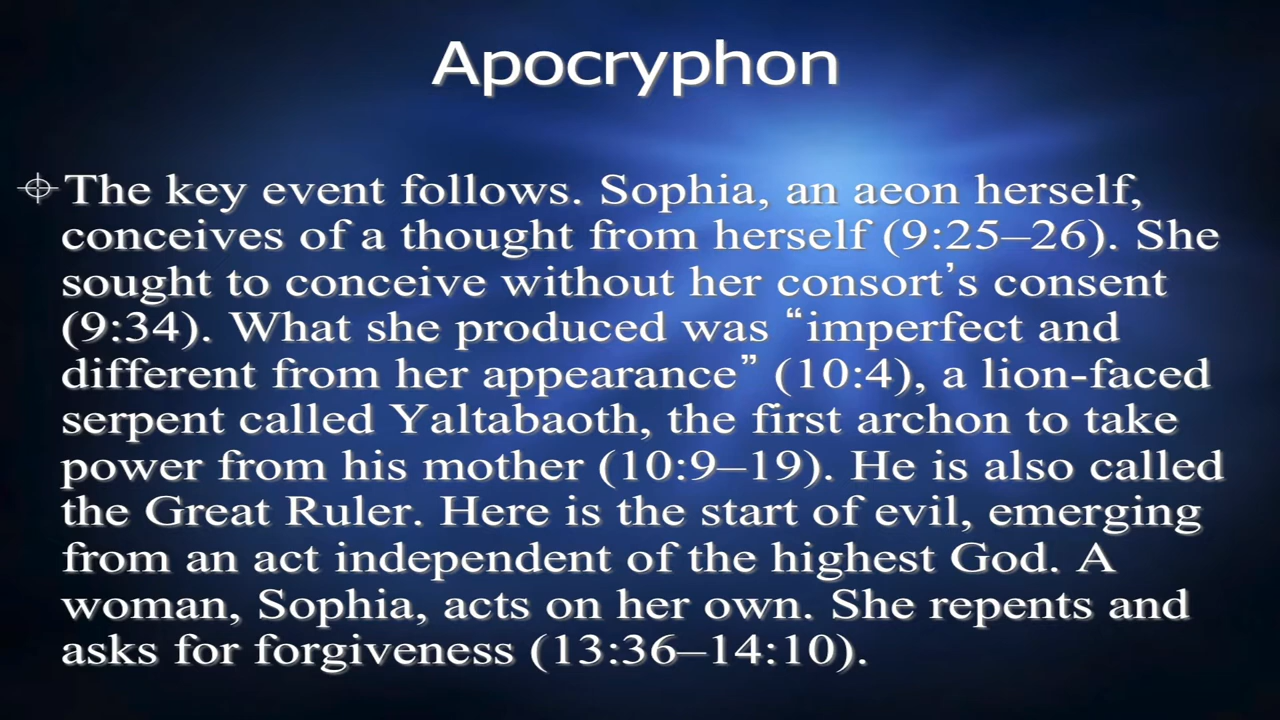 Apocryphon
The key event follows. Sophia, an aeon herself,
conceives of a thought from herself (9:25–26). She
sought to conceive without her consort’s consent
(9:34). What she produced was “imperfect and
different from her appearance” (10:4), a lion-faced
serpent called Yaltabaoth, the first archon to take
power from his mother (10:9–19). He is also called
the Great Ruler. Here is the start of evil, emerging
from an act independent of the highest God. A
woman, Sophia, acts on her own. She repents and
asks for forgiveness (13:36–14:10).